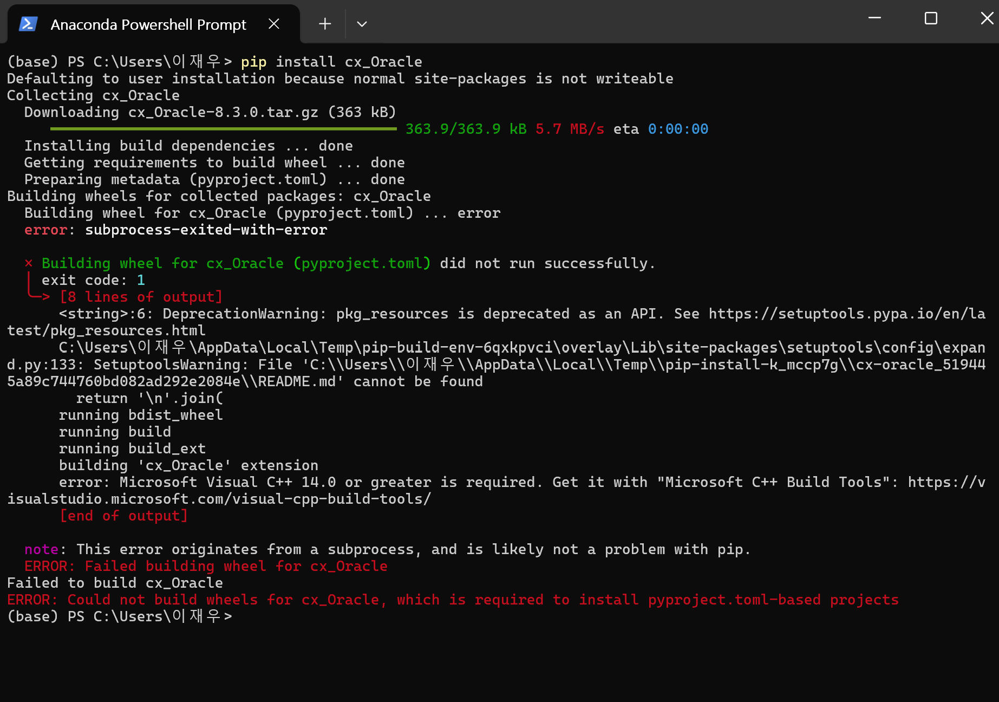 Anaconda Powershell Prompt
(base) PS C:\Users\이재우> pip install cx_Oracle
Defaulting to user installation because normal site-packages is not writeable
Collecting cx_Oracle
  Downloading cx_Oracle-8.3.0.tar.gz (363 kB)
     363.9/363.9 kB 5.7 MB/s eta 0:00:00
  Installing build dependencies ... done
  Getting requirements to build wheel ... done
  Preparing metadata (pyproject.toml) ... done
Building wheels for collected packages: cx_Oracle
  Building wheel for cx_Oracle (pyproject.toml) ... error
  error: subprocess-exited-with-error
  × Building wheel for cx_Oracle (pyproject.toml) did not run successfully.
  │ exit code: 1
  ╰─> [8 lines of output]
      <string>:6: DeprecationWarning: pkg_resources is deprecated as an API. See https://setuptools.pypa.io/en/la
test/pkg_resources.html
      C:\Users\이재우\AppData\Local\Temp\pip-build-env-6qxkpvci\overlay\Lib\site-packages\setuptools\config\expan
d.py:133: SetuptoolsWarning: File 'C:\\Users\\이재우\\AppData\\Local\\Temp\\pip-install-k_mccp7g\\cx-oracle_51944
5a89c744760bd082ad292e2084e\\README.md' cannot be found
        return '\n'.join(
      running bdist_wheel
      running build
      running build_ext
      building 'cx_Oracle' extension
      error: Microsoft Visual C++ 14.0 or greater is required. Get it with "Microsoft C++ Build Tools": https://v
isualstudio.microsoft.com/visual-cpp-build-tools/
      [end of output]
  note: This error originates from a subprocess, and is likely not a problem with pip.
  ERROR: Failed building wheel for cx_Oracle
Failed to build cx_Oracle
ERROR: Could not build wheels for cx_Oracle, which is required to install pyproject.toml-based projects
(base) PS C:\Users\이재우>